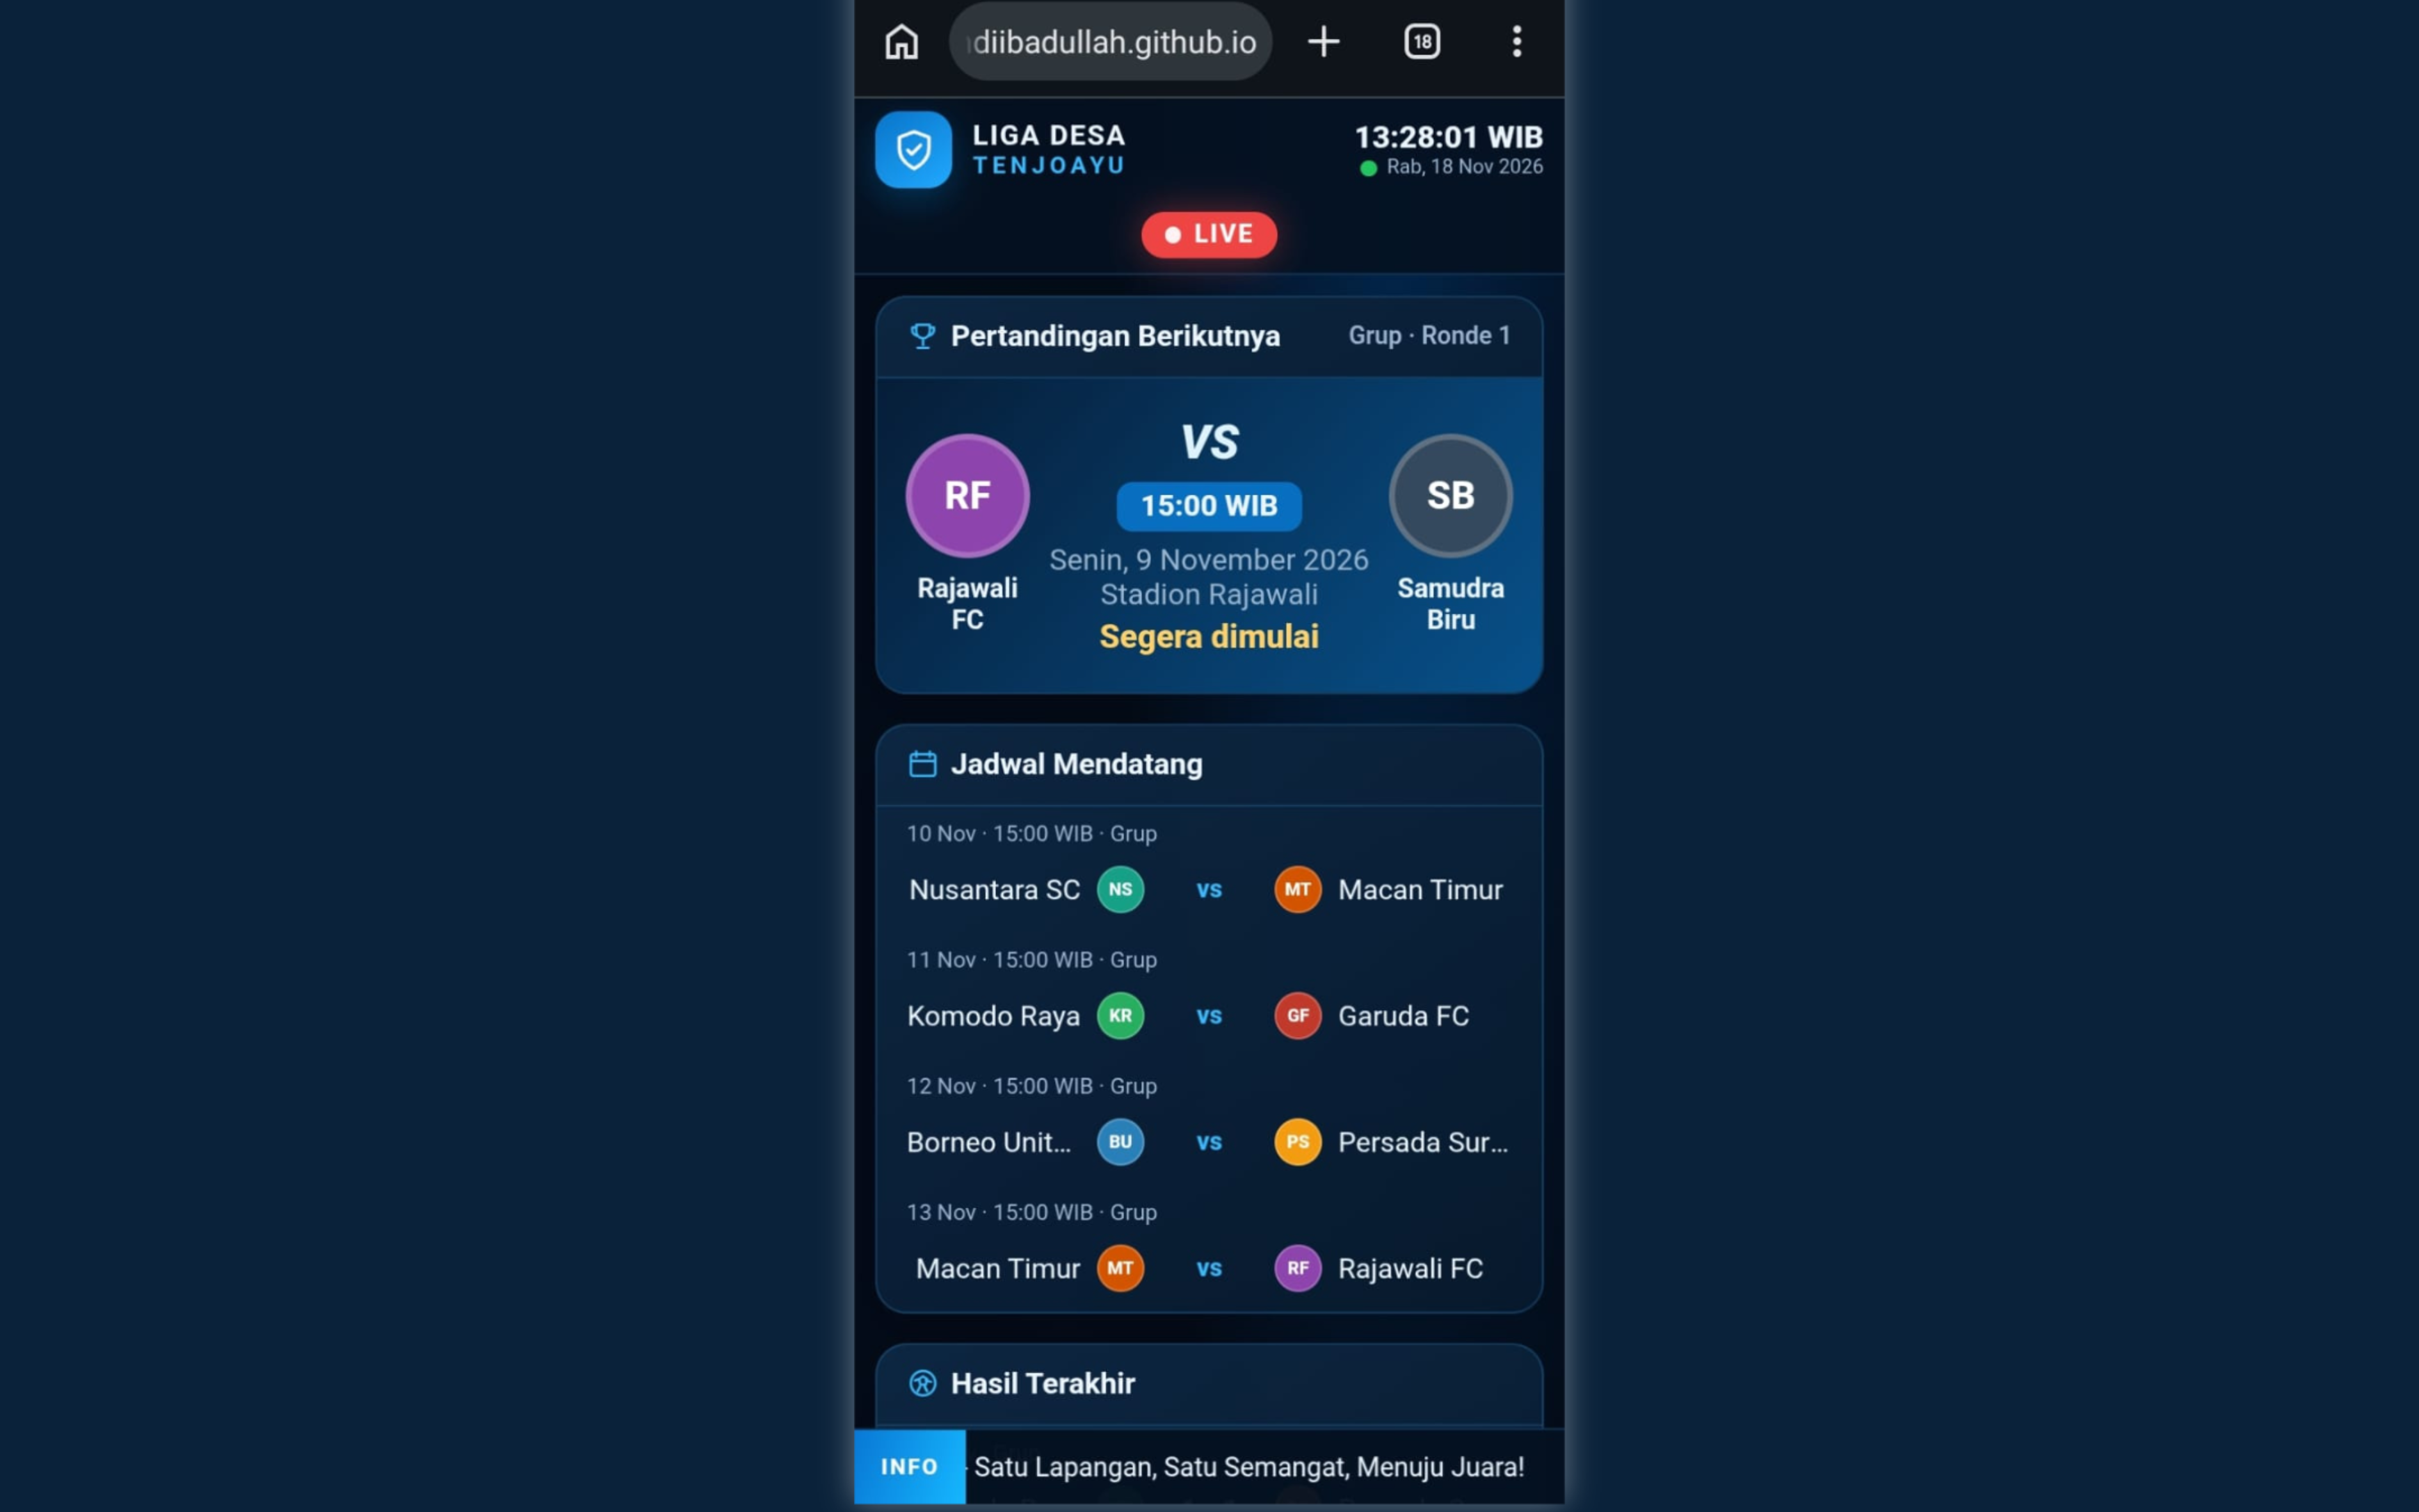 diibadullah.github.io
18
LIGA DESA
TENJOAYU
13:28:01 WIB
Rab, 18 Nov 2026
LIVE
Pertandingan Berikutnya
Grup · Ronde 1
VS
RF
SB
15:00 WIB
Senin, 9 November 2026
Stadion Rajawali
Rajawali
FC
Samudra
Biru
Segera dimulai
Jadwal Mendatang
10 Nov · 15:00 WIB · Grup
Nusantara SC NS vs MT Macan Timur
11 Nov · 15:00 WIB · Grup
Komodo Raya KR vs GF Garuda FC
12 Nov · 15:00 WIB · Grup
Borneo Unit... BU vs PS Persada Sur...
13 Nov · 15:00 WIB · Grup
Macan Timur MT vs RF Rajawali FC
Hasil Terakhir
INFO
Satu Lapangan, Satu Semangat, Menuju Juara!